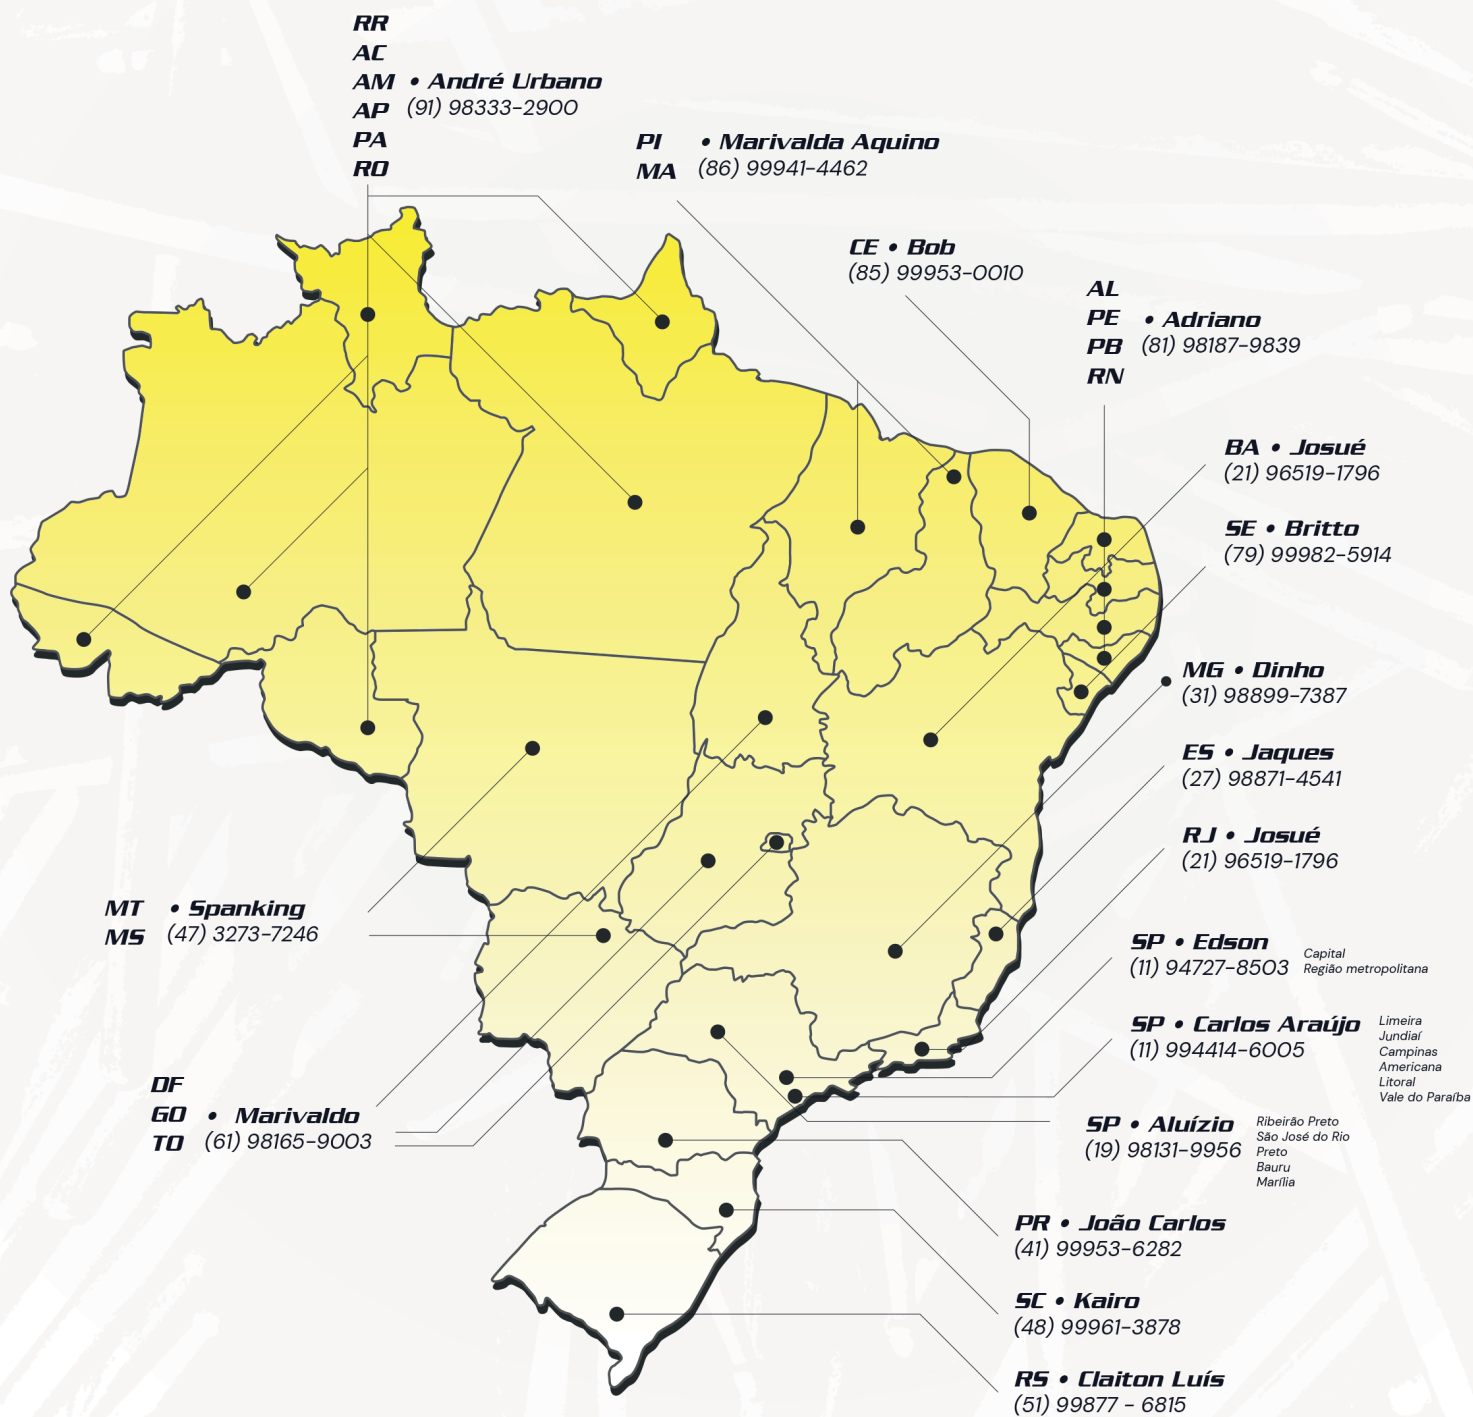 RR
AC
AM • André Urbano
AP (91) 98333-2900
PA
RO
PI • Marivalda Aquino
MA (86) 99941-4462
CE • Bob
(85) 99953-0010
AL
PE • Adriano
PB (81) 98187-9839
RN
BA • Josué
(21) 96519-1796
SE • Britto
(79) 99982-5914
MG • Dinho
(31) 98899-7387
ES • Jaques
(27) 98871-4541
RJ • Josué
(21) 96519-1796
MT • Spanking
MS (47) 3273-7246
SP • Edson
(11) 94727-8503
Capital
Região metropolitana
SP • Carlos Araújo
(11) 994414-6005
Limeira
Jundiaí
Campinas
Americana
Litoral
Vale do Paraíba
DF
GO • Marivaldo
TO (61) 98165-9003
SP • Aluízio
(19) 98131-9956
Ribeirão Preto
São José do Rio
Preto
Bauru
Marília
PR • João Carlos
(41) 99953-6282
SC • Kairo
(48) 99961-3878
RS • Claiton Luís
(51) 99877 - 6815